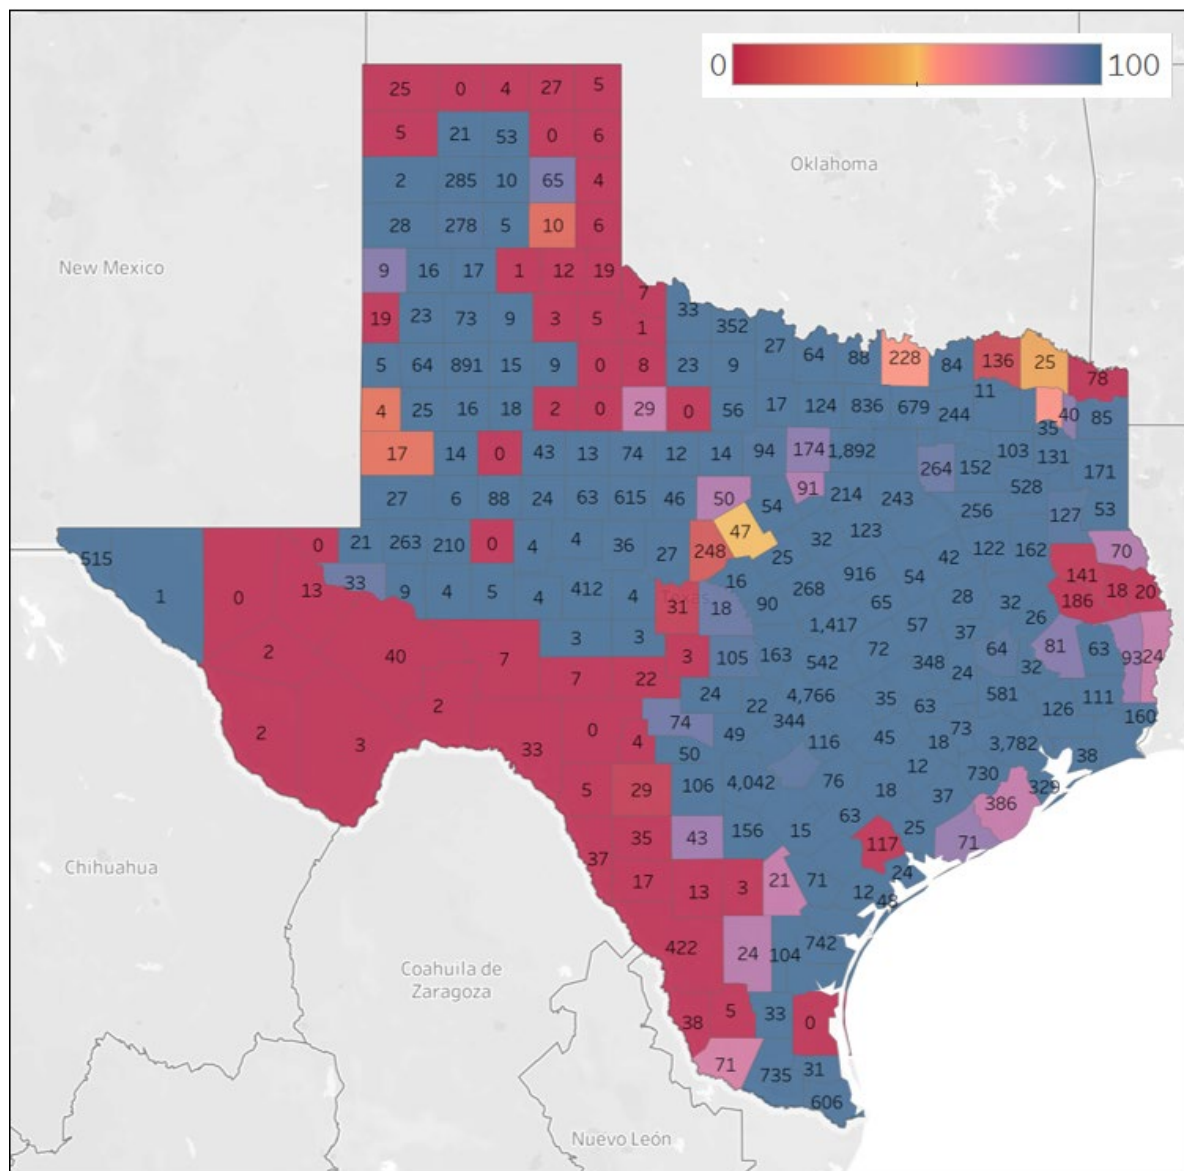 0 100
25 0 4 27 5
5 21 53 0 6
Oklahoma
2 285 10 65 4
28 278 5 10 6
New Mexico
9 16 17 1 12 19
7
19 23 73 9 3 5 1 33 352
27 64 88 228 84 136 25 78
5 64 891 15 9 0 8 23 9
11
4 25 16 18 2 0 29 0 56 17 124 836 679 244 35 40 85
17 14 0 43 13 74 12 14 94 174 1,892 264 152 103 131 171
27 6 88 24 63 615 46 50 54 91 214 243 256 528 127 53
515 0 21 263 210 0 4 4 36 27 248 47 25 32 123 42 122 162 70
1 0 13 33 9 4 5 4 412 4 31 16 18 90 268 916 65 54 28 32 26 141 186 18 20
Texas
2 40 7 3 3 3 105 163 1,417 542 72 57 348 37 24 64 32 81 63 93 24
2 7 22 24 22 4,766 35 63 581 126 111 160
2 3 33 0 4 74 50 49 344 116 45 18 73 3,782 38
5 29 106 4,042 76 18 12 37 730 386 329
37 35 43 156 15 63 117 25 71
Chihuahua
17 13 3 21 71 12 24 48
422 24 104 742
Coahuila de
Zaragoza
38 5 33 0
71 735 31
606
Nuevo León